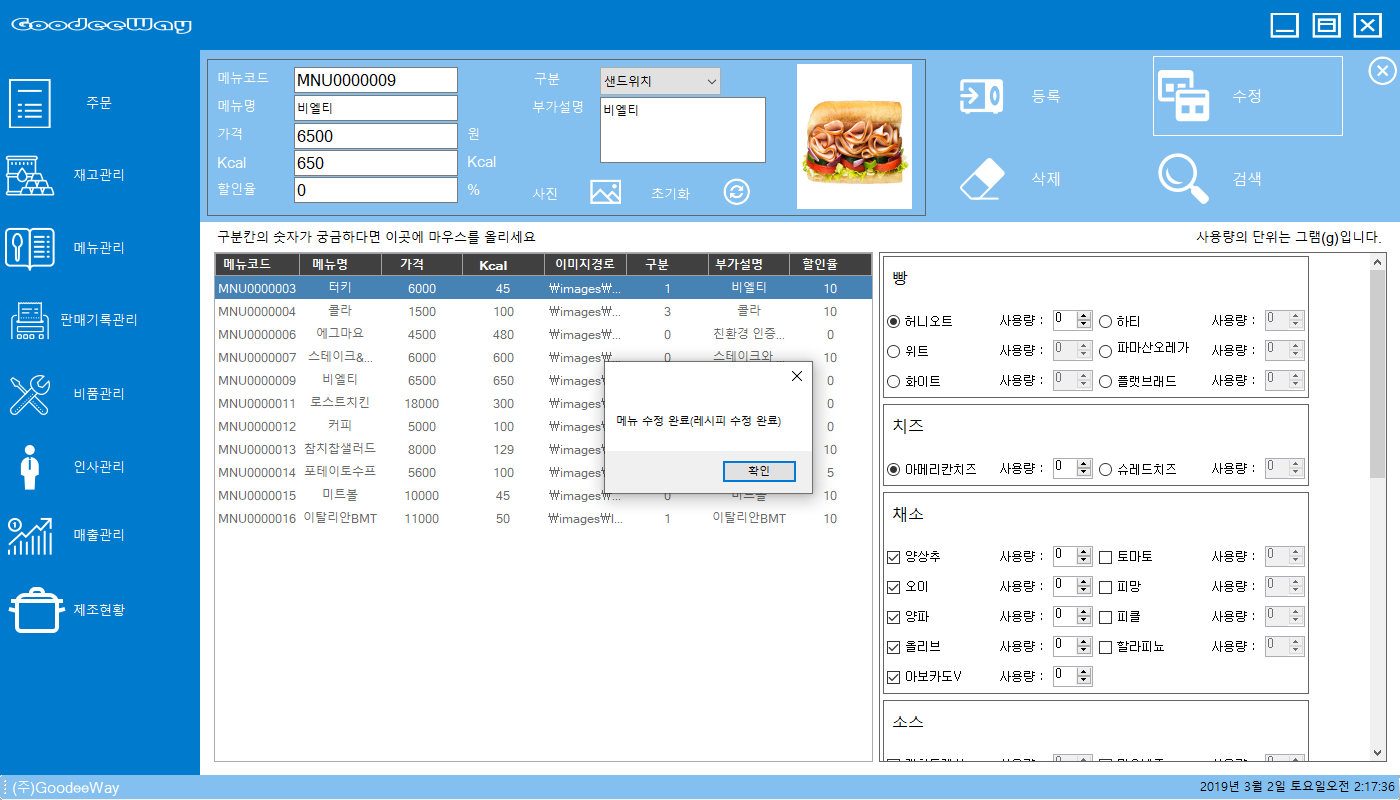 GoodeeWay
주문
재고관리
메뉴관리
판매기록관리
비품관리
인사관리
매출관리
제조현황
메뉴코드 MNU0000009
메뉴명 비엘티
가격 6500 원
Kcal 650 Kcal
할인율 0 %
구분 샌드위치
부가설명 비엘티
사진 초기화
등록 수정
삭제 검색
구분칸의 숫자가 궁금하다면 이곳에 마우스를 올리세요
사용량의 단위는 그램(g)입니다.
메뉴코드 메뉴명 가격 Kcal 이미지경로 구분 부가설명 할인율
MNU0000003 터키 6000 45 ₩images₩... 1 비엘티 10
MNU0000004 콜라 1500 100 ₩images₩... 3 콜라 10
MNU0000006 에그마요 4500 480 ₩images₩... 0 친환경 인증... 0
MNU0000007 스테이크&... 6000 600 ₩images₩... 0 스테이크와... 10
MNU0000009 비엘티 6500 650 ₩images 0
MNU0000011 로스트치킨 18000 300 ₩images 0
MNU0000012 커피 5000 100 ₩images 0
MNU0000013 참치찹샐러드 8000 129 ₩images 10
MNU0000014 포테이토수프 5600 100 ₩images 5
MNU0000015 미트볼 10000 45 ₩images₩... 0 미트볼 10
MNU0000016 이탈리안BMT 11000 50 ₩images₩I... 1 이탈리안BMT 10
메뉴 수정 완료(레시피 수정 완료)
확인
빵
허니오트 사용량 : 0 하티 사용량 : 0
위트 사용량 : 0 파마산오레가 사용량 : 0
화이트 사용량 : 0 플랫브래드 사용량 : 0
치즈
아메리칸치즈 사용량 : 0 슈레드치즈 사용량 : 0
채소
양상추 사용량 : 0 토마토 사용량 : 0
오이 사용량 : 0 피망 사용량 : 0
양파 사용량 : 0 피클 사용량 : 0
올리브 사용량 : 0 할라피뇨 사용량 : 0
아보카도V 사용량 : 0
소스
(주)GoodeeWay
2019년 3월 2일 토요일오전 2:17:36